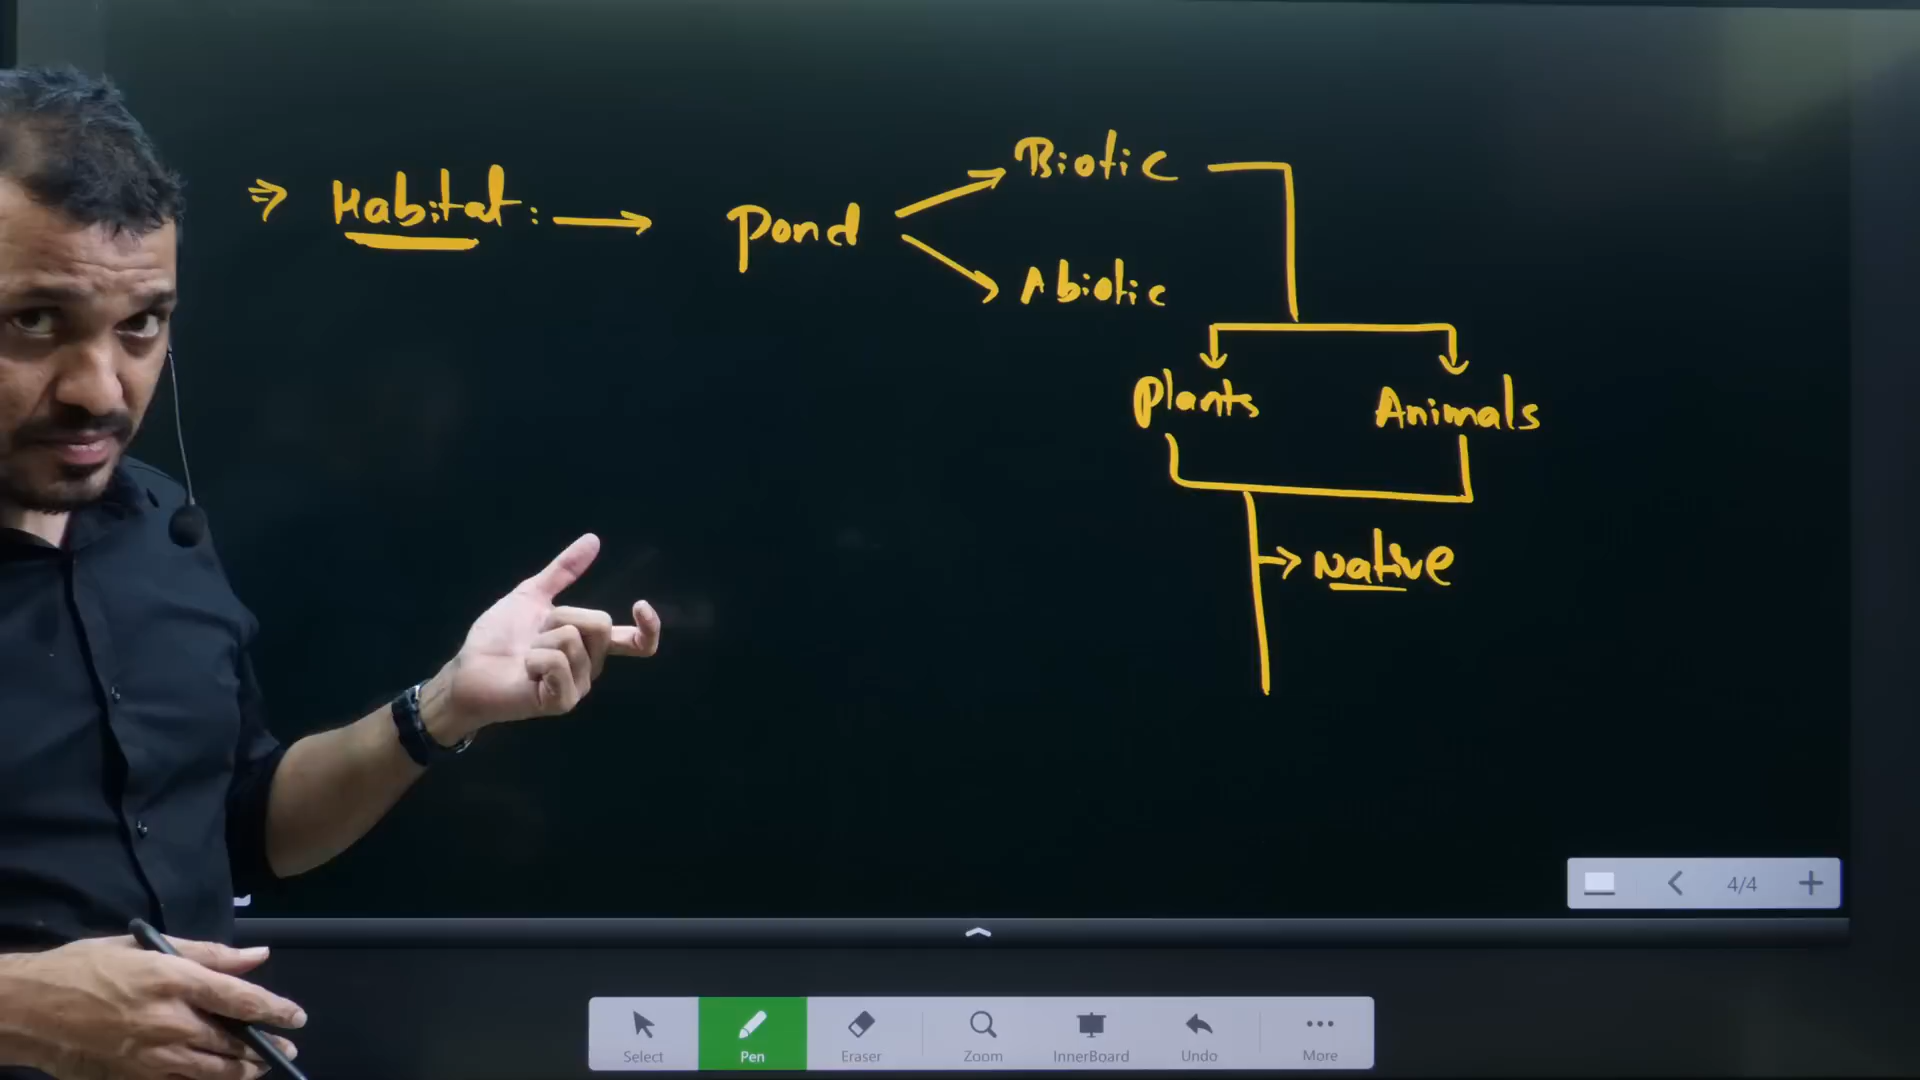 ⇒ Habitat: → Pond
Biotic
Abiotic
Plants Animals
→ Native
4/4
Select Pen Eraser Zoom InnerBoard Undo More